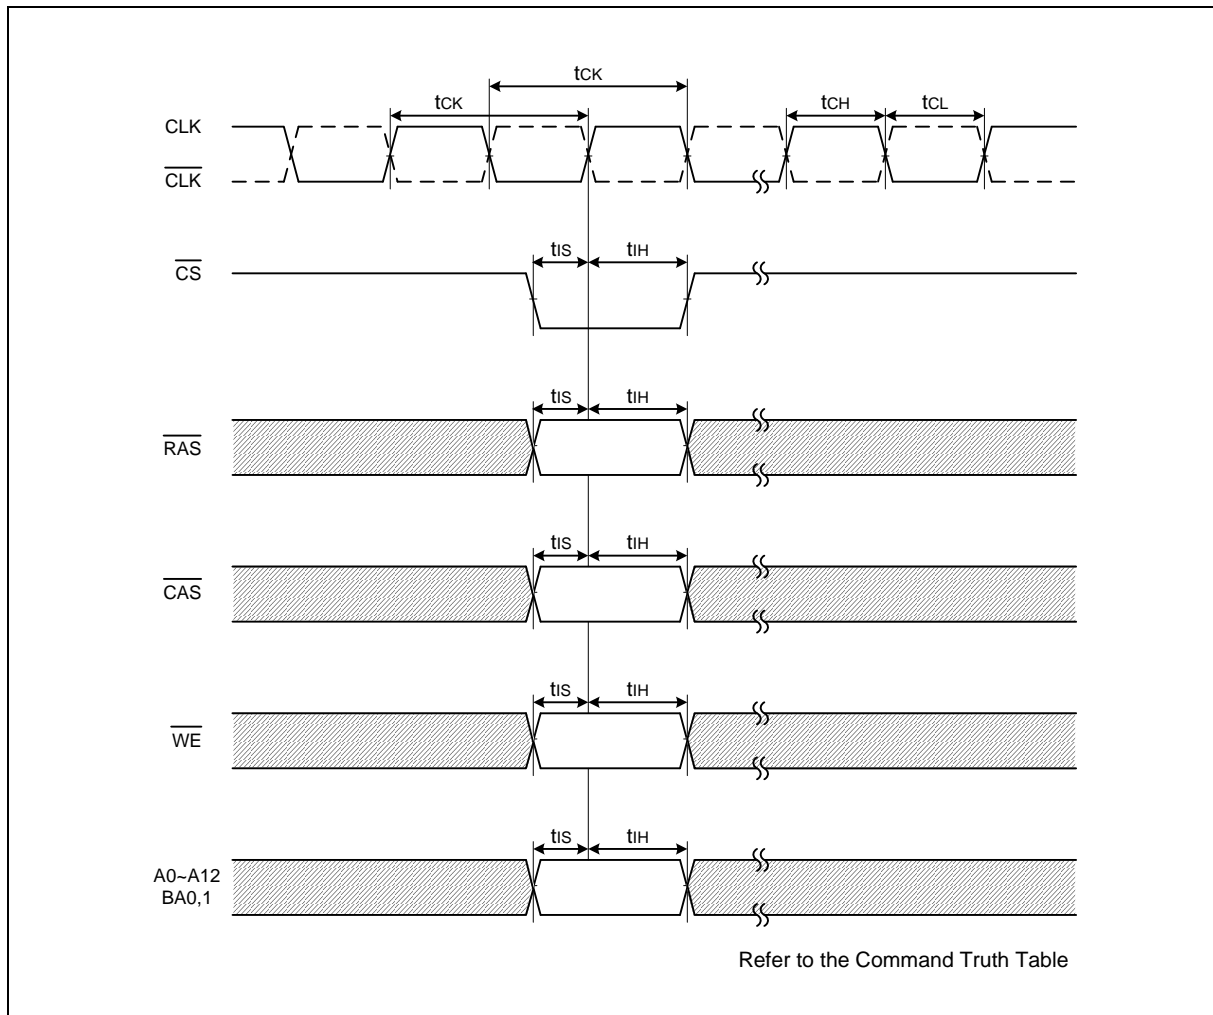 tCK
tCK tCH tCL
CLK
CLK
tIS tIH
CS
tIS tIH
RAS
tIS tIH
CAS
tIS tIH
WE
tIS tIH
A0~A12
BA0,1
Refer to the Command Truth Table